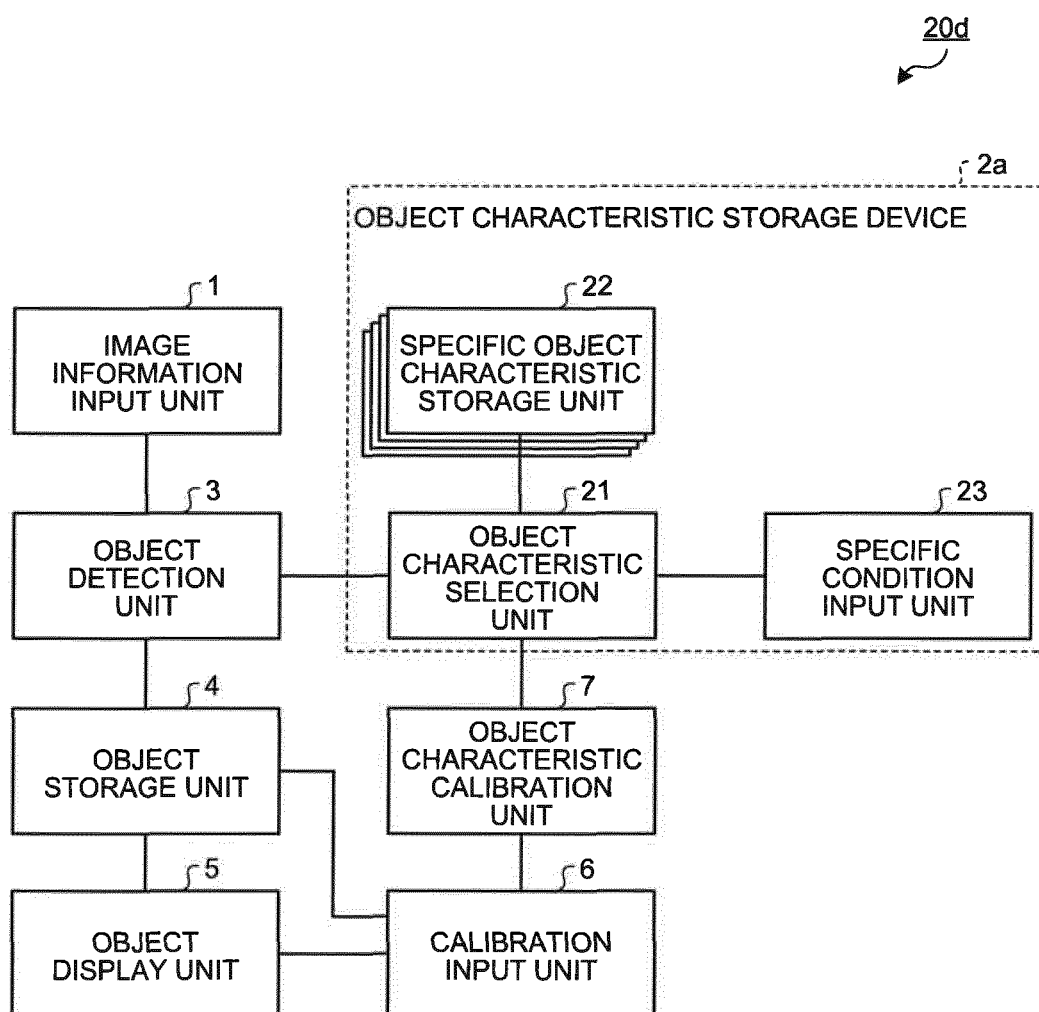 20d
2a
OBJECT CHARACTERISTIC STORAGE DEVICE
1
IMAGE
INFORMATION
INPUT UNIT
22
SPECIFIC OBJECT
CHARACTERISTIC
STORAGE UNIT
3
OBJECT
DETECTION
UNIT
21
OBJECT
CHARACTERISTIC
SELECTION
UNIT
23
SPECIFIC
CONDITION
INPUT UNIT
4
OBJECT
STORAGE UNIT
7
OBJECT
CHARACTERISTIC
CALIBRATION
UNIT
5
OBJECT
DISPLAY UNIT
6
CALIBRATION
INPUT UNIT